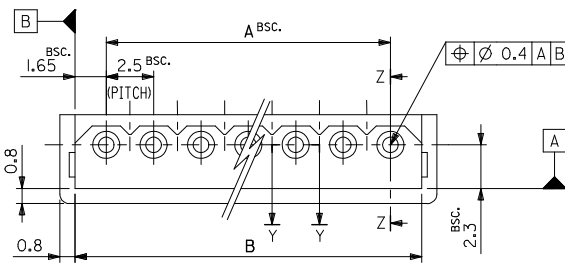 B
A BSC.
1.65 BSC.
2.5 BSC.
(PITCH)
Z
⌖ Ø 0.4 A B
A
0.8
2.3 BSC.
Z
Y Y
0.8
B